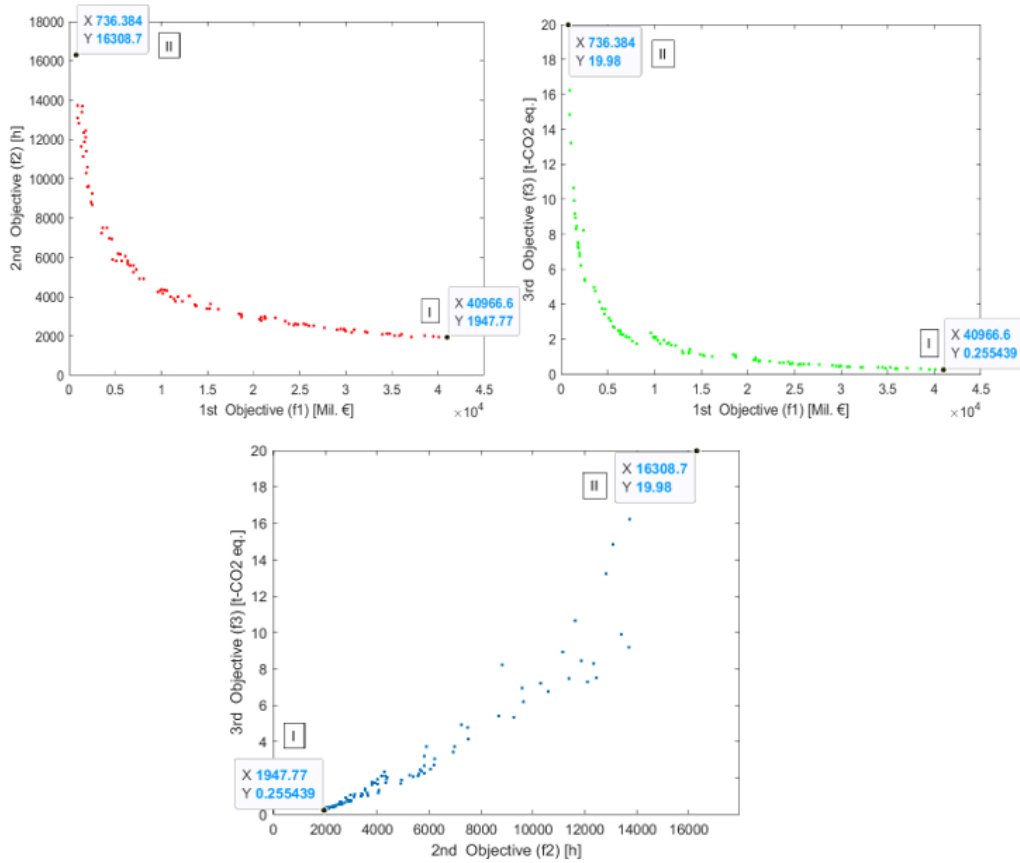 18000
16000
14000
12000
10000
8000
6000
4000
2000
0
2nd Objective (f2) [h]
X 736.384
Y 16308.7
II
I
X 40966.6
Y 1947.77
0 0.5 1 1.5 2 2.5 3 3.5 4 4.5
1st Objective (f1) [Mil. €]
×10⁴
20
18
16
14
12
10
8
6
4
2
0
3rd Objective (f3) [t-CO2 eq.]
X 736.384
Y 19.98
II
I
X 40966.6
Y 0.255439
0 0.5 1 1.5 2 2.5 3 3.5 4 4.5
1st Objective (f1) [Mil. €]
×10⁴
20
18
16
14
12
10
8
6
4
2
0
3rd Objective (f3) [t-CO2 eq.]
X 16308.7
Y 19.98
II
I
X 1947.77
Y 0.255439
0 2000 4000 6000 8000 10000 12000 14000 16000
2nd Objective (f2) [h]